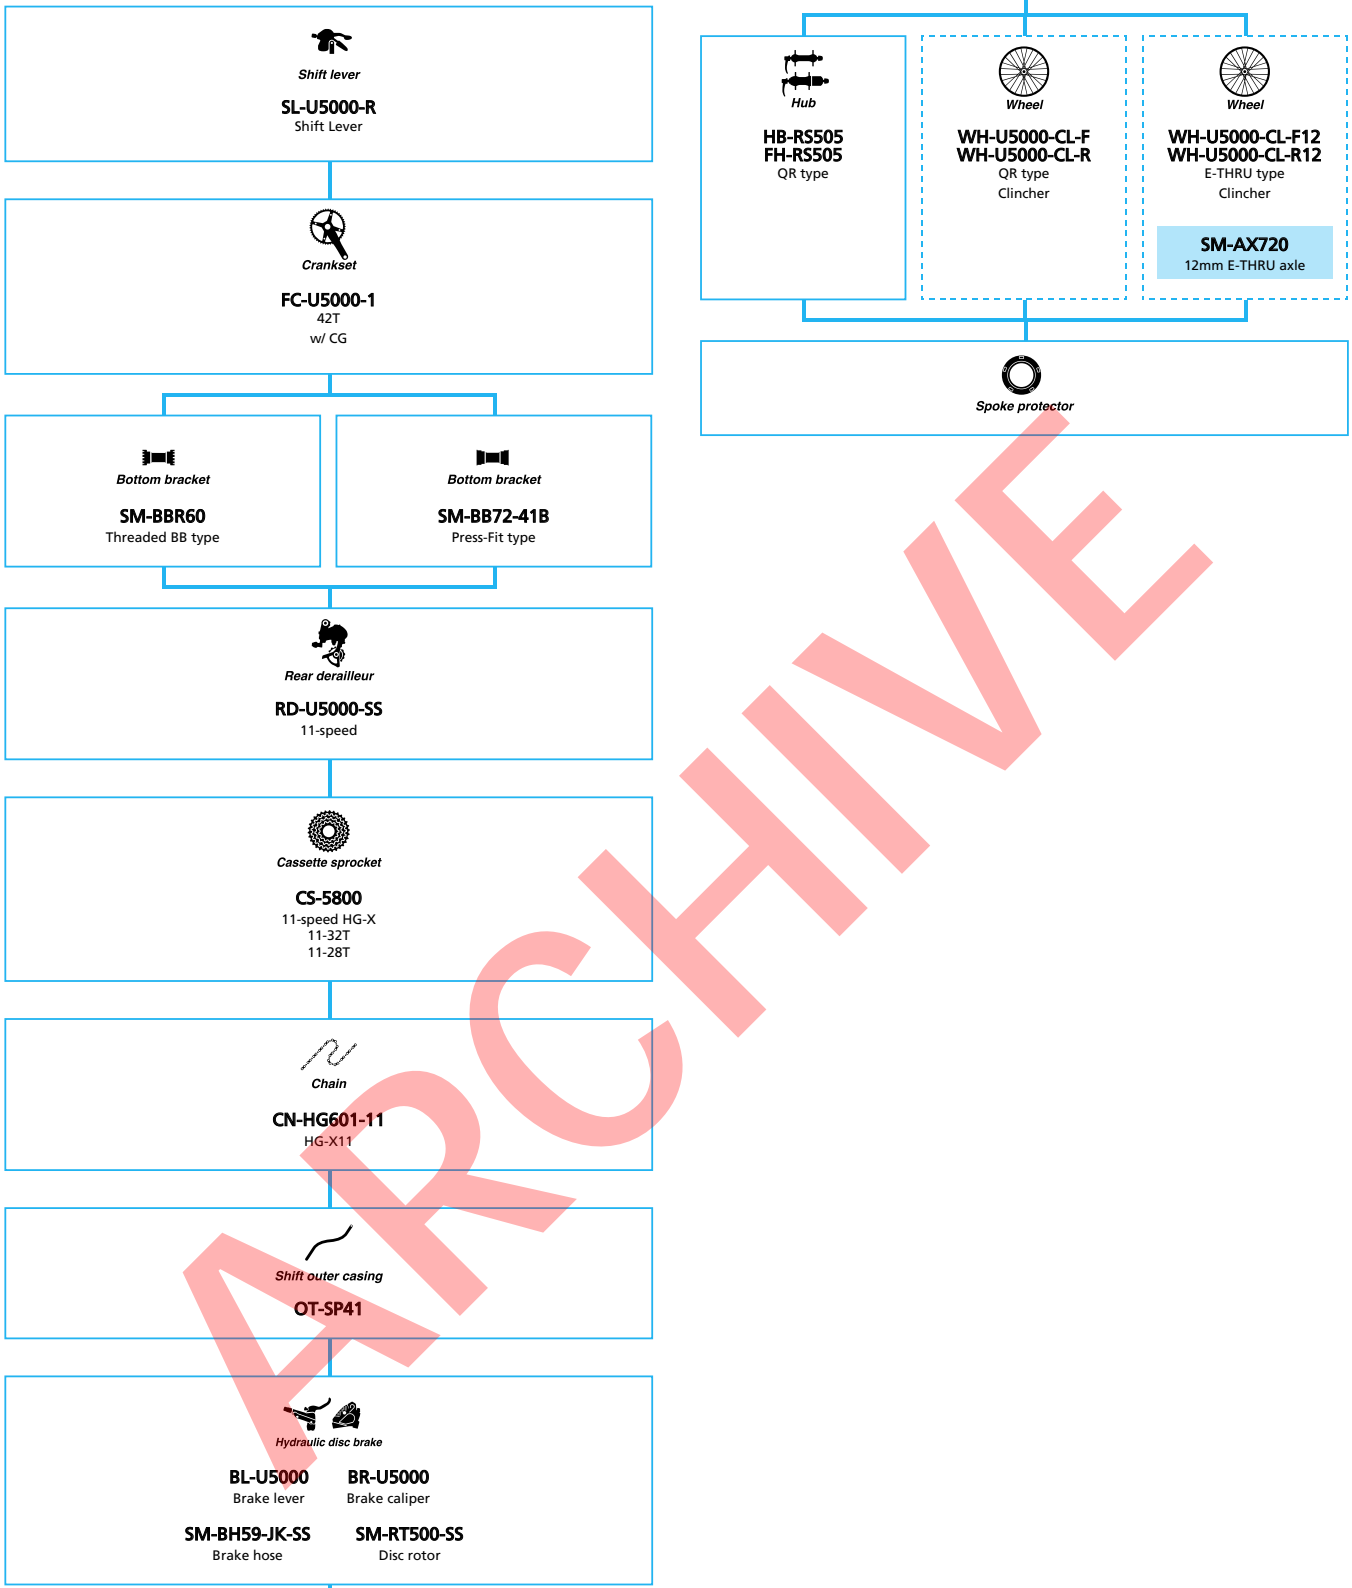 Shift lever
SL-U5000-R
Shift Lever
Crankset
FC-U5000-1
42T
w/ CG
Bottom bracket
SM-BBR60
Threaded BB type
Bottom bracket
SM-BB72-41B
Press-Fit type
Rear derailleur
RD-U5000-SS
11-speed
Cassette sprocket
CS-5800
11-speed HG-X
11-32T
11-28T
Chain
CN-HG601-11
HG-X11
Shift outer casing
OT-SP41
Hydraulic disc brake
BL-U5000
Brake lever
BR-U5000
Brake caliper
SM-BH59-JK-SS
Brake hose
SM-RT500-SS
Disc rotor
Hub
HB-RS505
FH-RS505
QR type
Wheel
WH-U5000-CL-F
WH-U5000-CL-R
QR type
Clincher
Wheel
WH-U5000-CL-F12
WH-U5000-CL-R12
E-THRU type
Clincher
SM-AX720
12mm E-THRU axle
Spoke protector
ARCHIVE